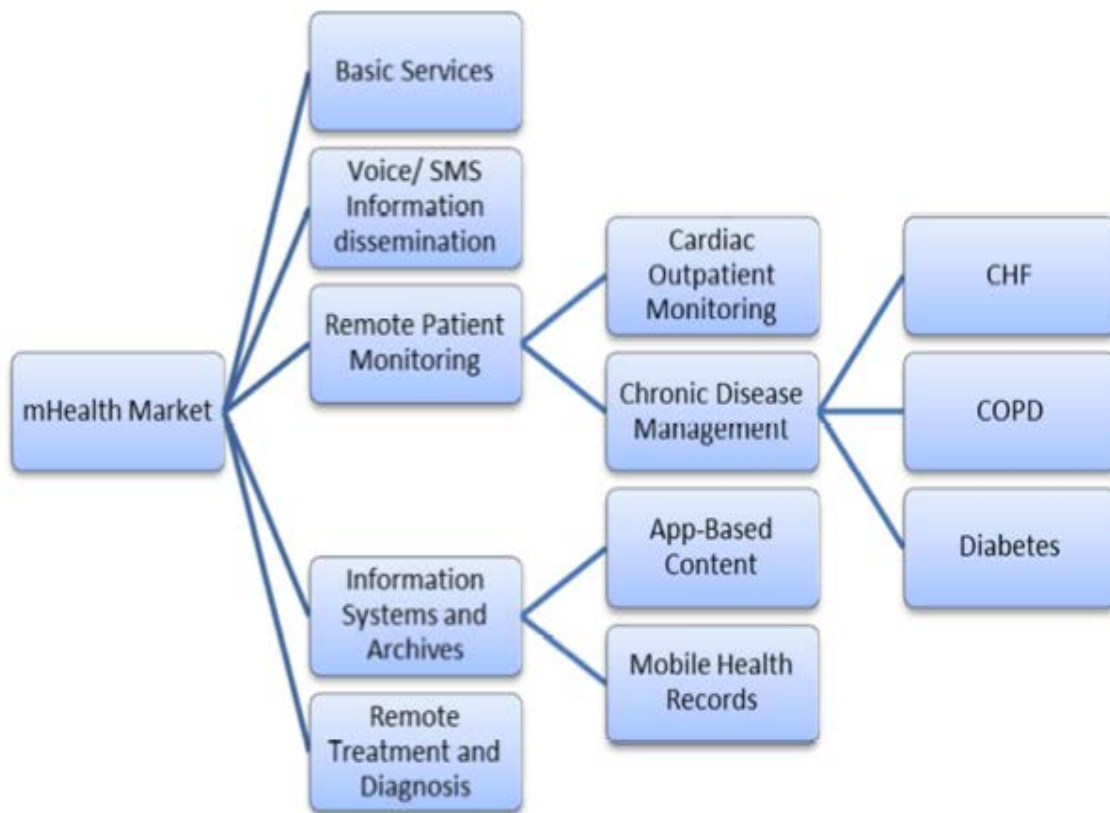 Basic Services
Voice/ SMS
Information
dissemination
Remote Patient
Monitoring
mHealth Market
Information
Systems and
Archives
Remote
Treatment and
Diagnosis
Cardiac
Outpatient
Monitoring
Chronic Disease
Management
App-Based
Content
Mobile Health
Records
CHF
COPD
Diabetes